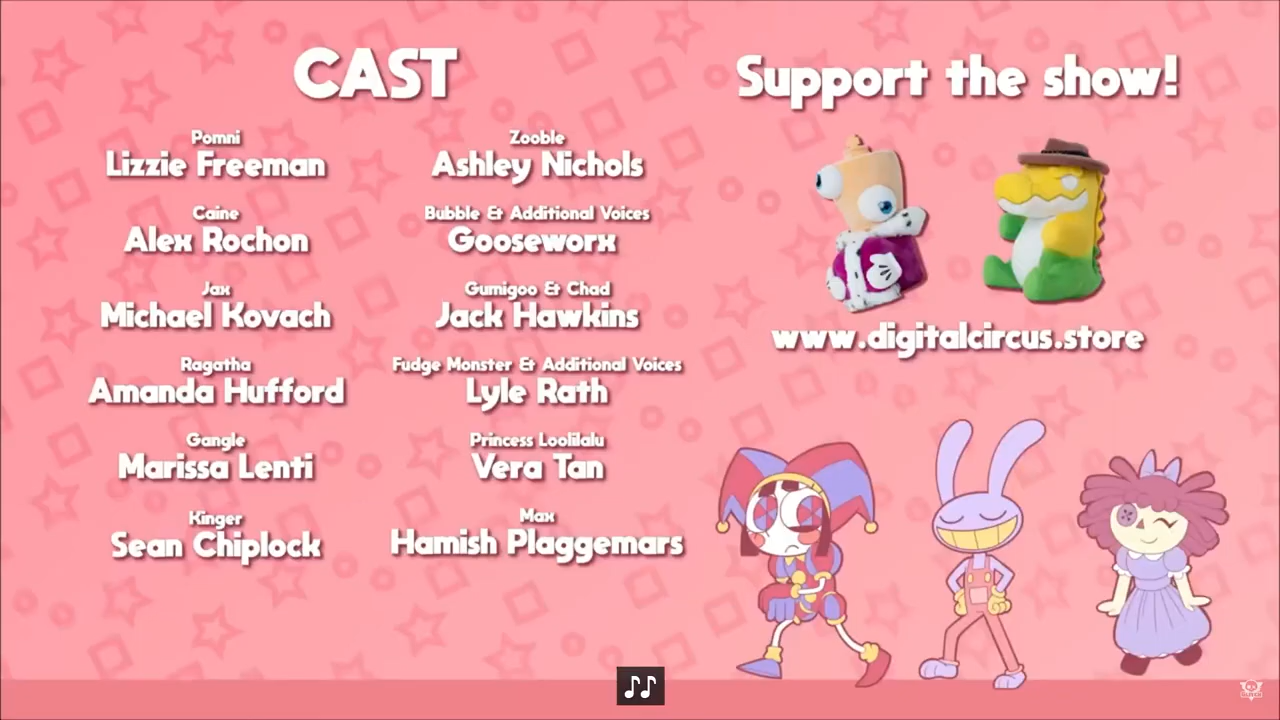 CAST
Pomni
Lizzie Freeman
Caine
Alex Rochon
Jax
Michael Kovach
Ragatha
Amanda Hufford
Gangle
Marissa Lenti
Kinger
Sean Chiplock
Zooble
Ashley Nichols
Bubble & Additional Voices
Gooseworx
Gumigoo & Chad
Jack Hawkins
Fudge Monster & Additional Voices
Lyle Rath
Princess Loolilalu
Vera Tan
Max
Hamish Plaggemars
Support the show!
www.digitalcircus.store
GLITCH